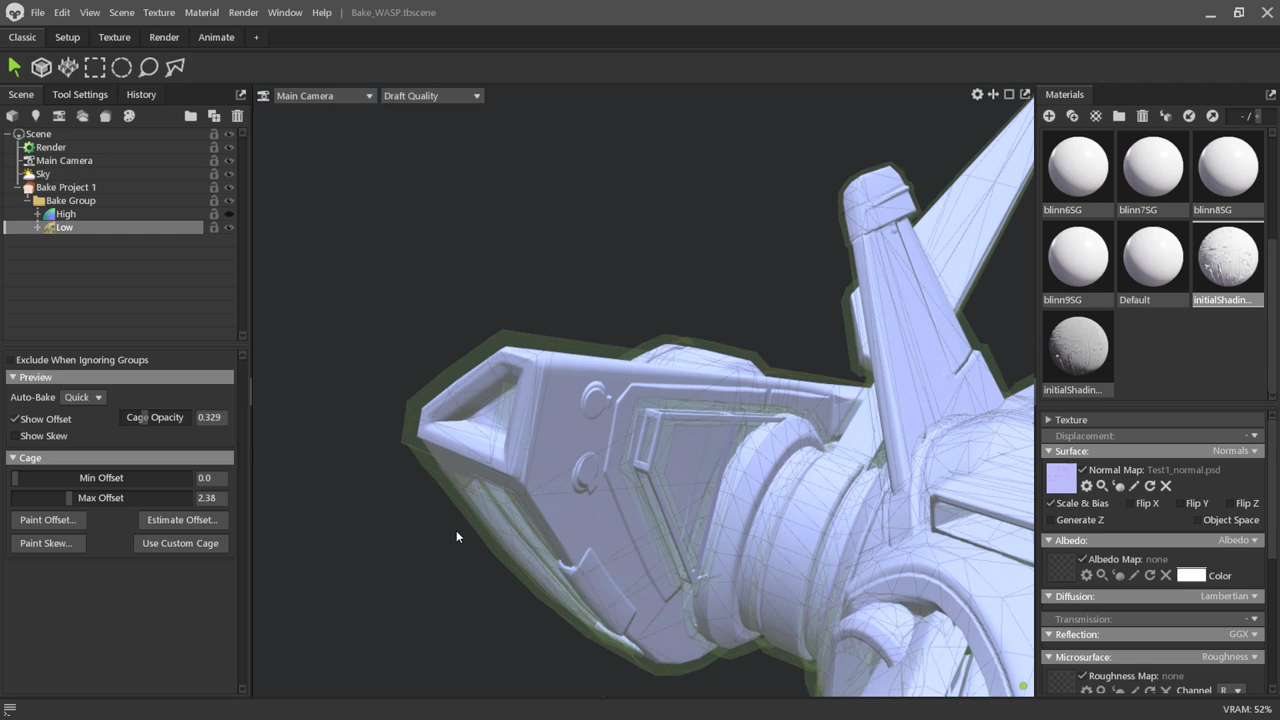 File Edit View Scene Texture Material Render Window Help Bake_WASP.tbscene
Classic Setup Texture Render Animate +
Scene Tool Settings History
Main Camera Draft Quality
Materials
- /
Scene
Render
Main Camera
Sky
Bake Project 1
Bake Group
High
Low
blinn6SG blinn7SG blinn8SG
blinn9SG Default initialShadin...
initialShadin...
Exclude When Ignoring Groups
Preview
Auto-Bake Quick
Show Offset Cage Opacity 0.329
Show Skew
Cage
Min Offset 0.0
Max Offset 2.38
Paint Offset... Estimate Offset...
Paint Skew... Use Custom Cage
Texture
Displacement: -
Surface: Normals
Normal Map: Test1_normal.psd
Scale & Bias Flip X Flip Y Flip Z
Generate Z Object Space
Albedo: Albedo
Albedo Map: none
Color
Diffusion: Lambertian
Transmission: -
Reflection: GGX
Microsurface: Roughness
Roughness Map: none
Channel R
VRAM: 52%